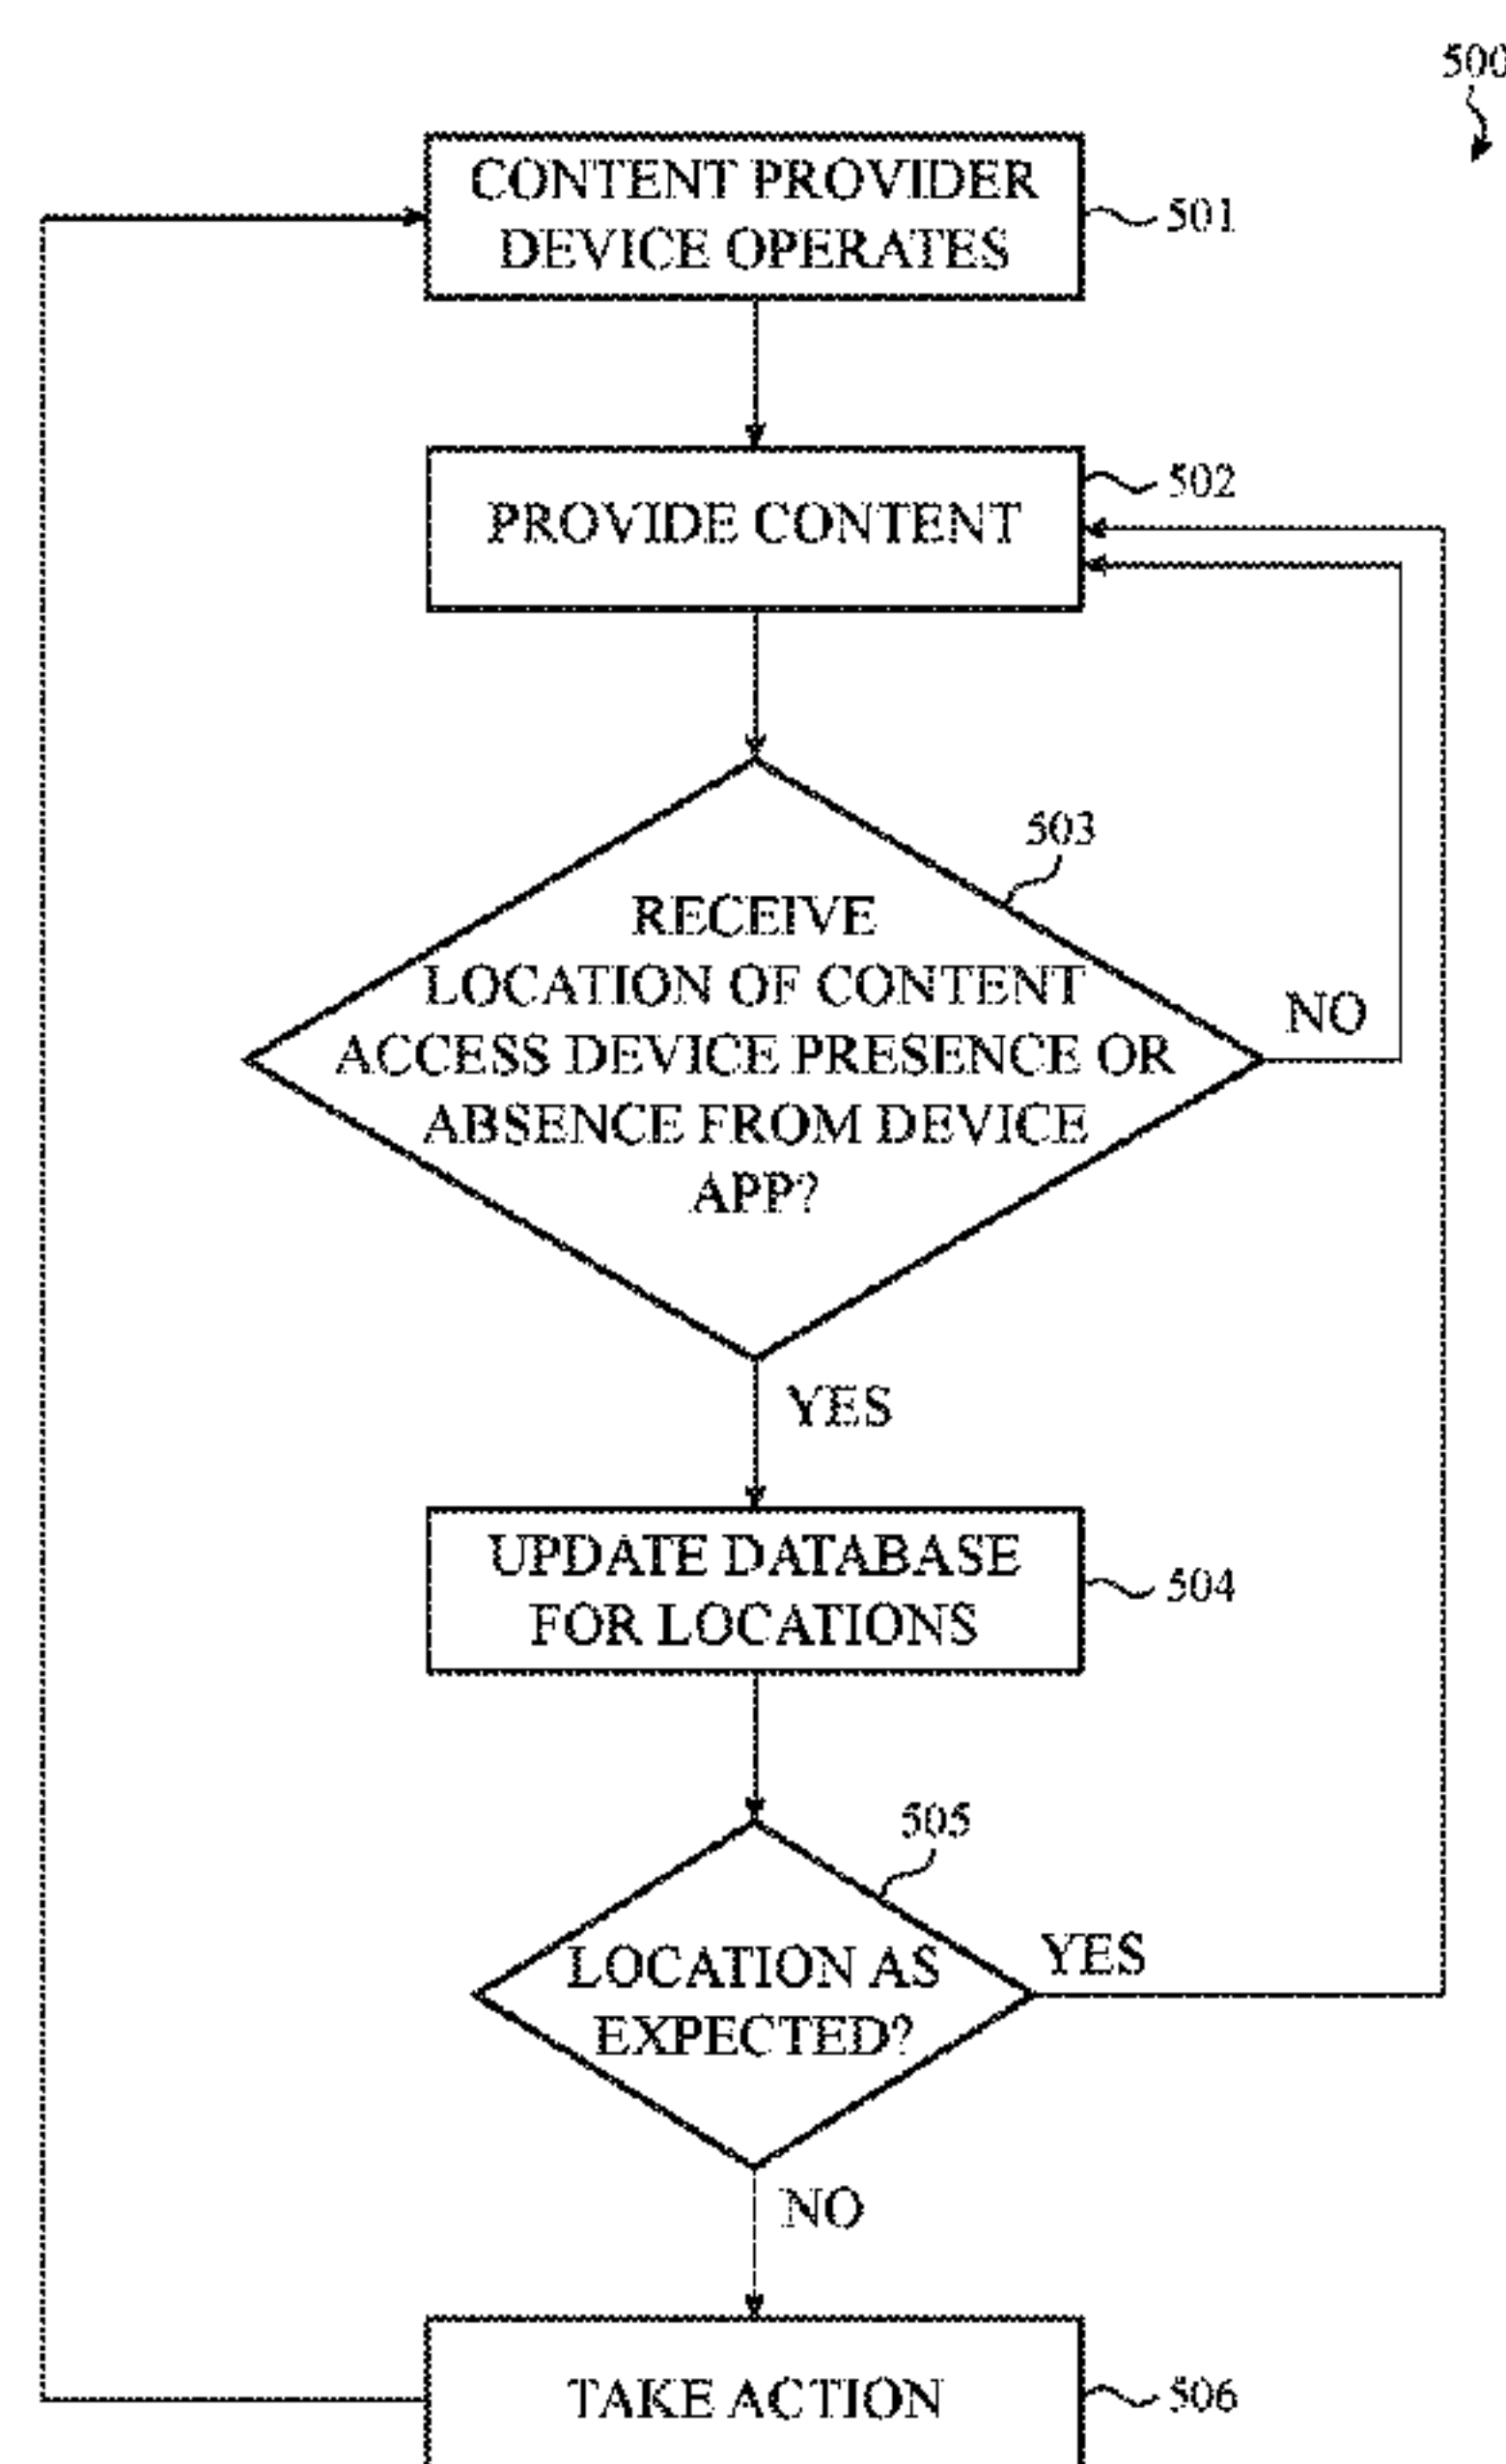 500
CONTENT PROVIDER
DEVICE OPERATES
501
PROVIDE CONTENT
502
503
RECEIVE
LOCATION OF CONTENT
ACCESS DEVICE PRESENCE OR
ABSENCE FROM DEVICE
APP?
NO
YES
UPDATE DATABASE
FOR LOCATIONS
504
505
LOCATION AS
EXPECTED?
YES
NO
TAKE ACTION
506